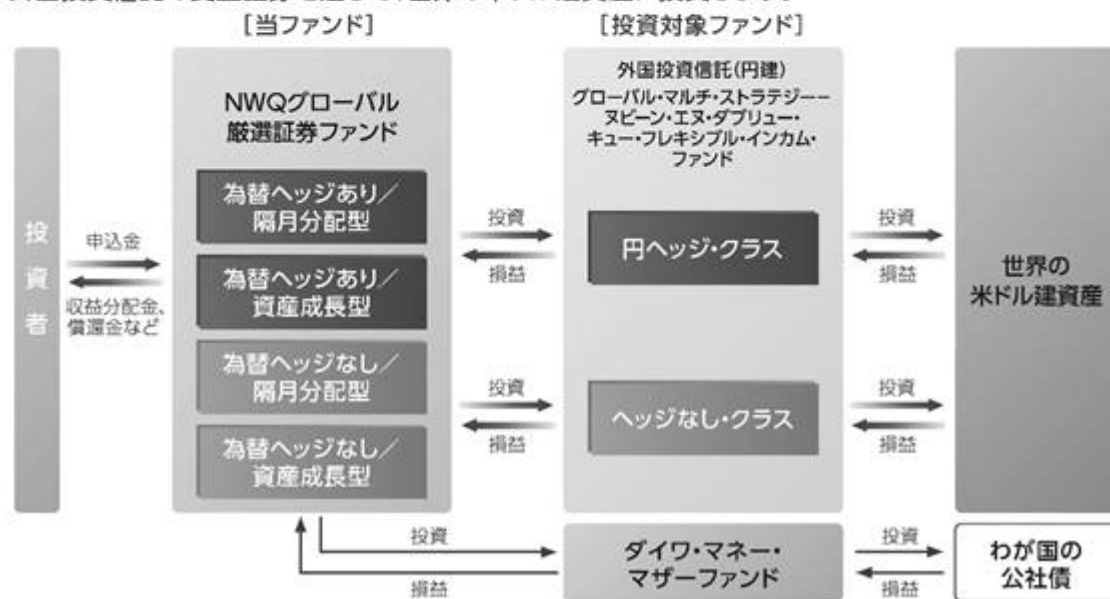 [当ファンド]
[投資対象ファンド]
投資者
申込金
収益分配金、
償還金など
NWQグローバル
厳選証券ファンド
為替ヘッジあり／
隔月分配型
為替ヘッジあり／
資産成長型
為替ヘッジなし／
隔月分配型
為替ヘッジなし／
資産成長型
投資
損益
投資
損益
外国投資信託(円建)
グローバル・マルチ・ストラテジー－
ヌビーン・エヌ・ダブリュー・
キュー・フレキシブル・インカム・
ファンド
円ヘッジ・クラス
ヘッジなし・クラス
投資
損益
投資
損益
世界の
米ドル建資産
投資
損益
ダイワ・マネー・
マザーファンド
投資
損益
わが国の
公社債